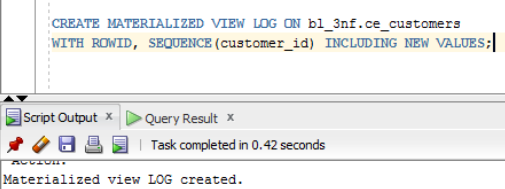 CREATE MATERIALIZED VIEW LOG ON bl_3nf.ce_customers
WITH ROWID, SEQUENCE(customer_id) INCLUDING NEW VALUES;
Script Output x Query Result x
Task completed in 0.42 seconds
Action:
Materialized view LOG created.